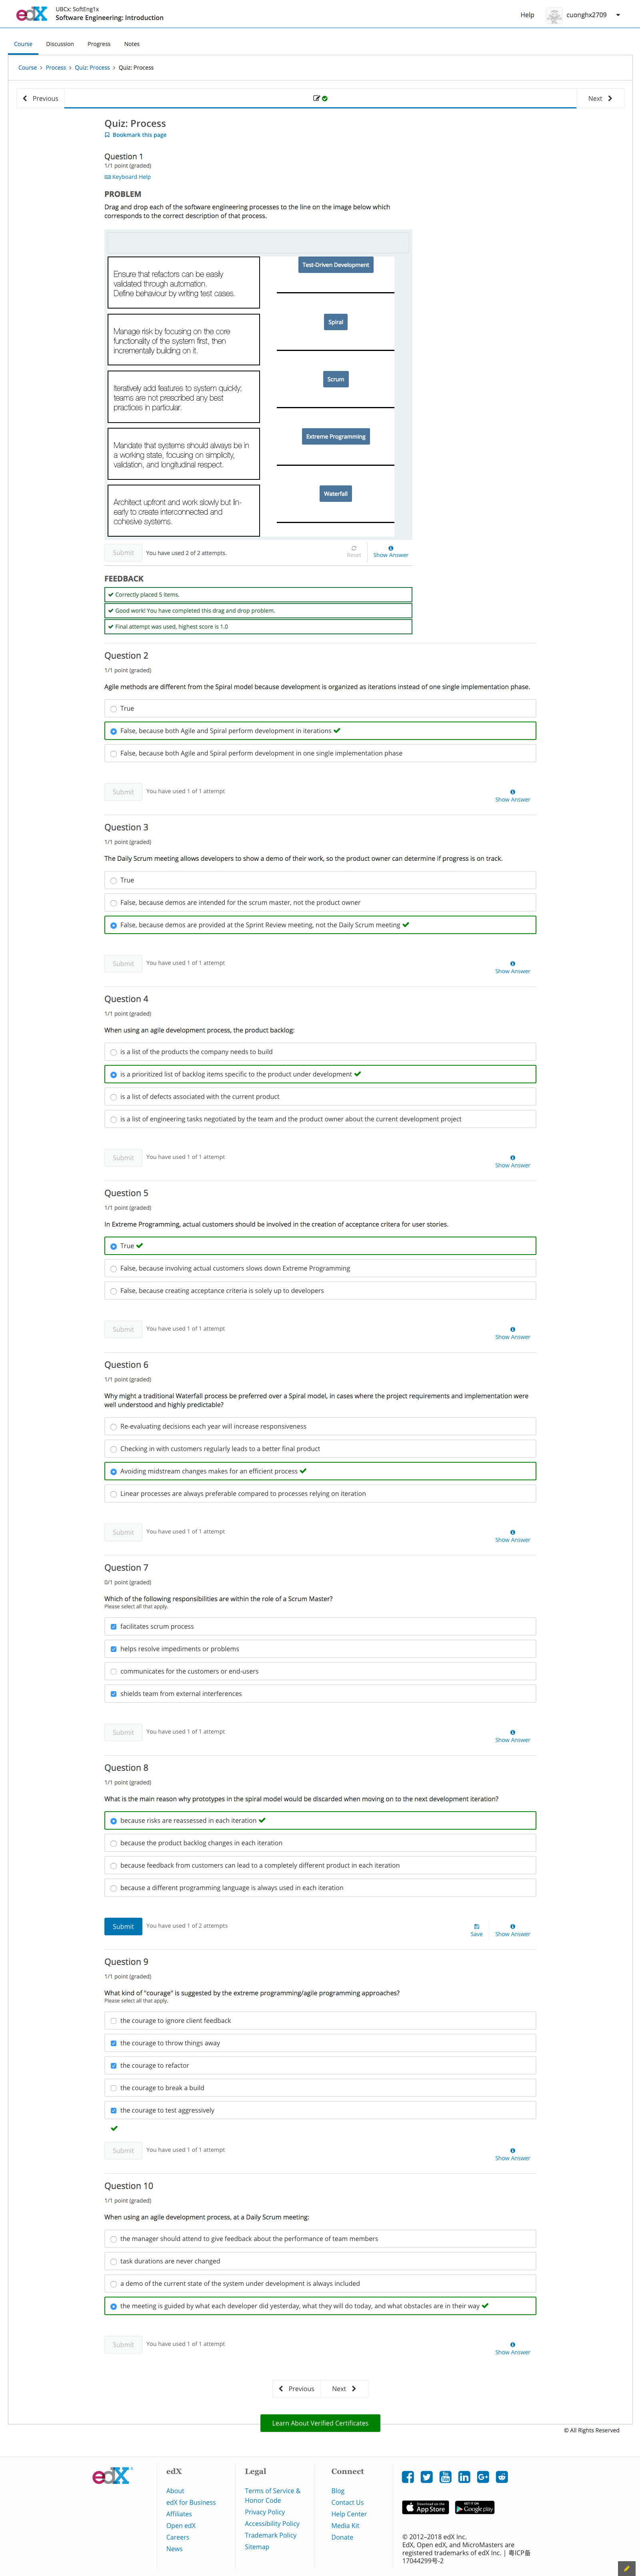 edX
UBCx: SoftEng1x
Software Engineering: Introduction
Help
cuonghx2709
Course Discussion Progress Notes
Course > Process > Quiz: Process > Quiz: Process
Previous
Next
Quiz: Process
Bookmark this page
Question 1
1/1 point (graded)
Keyboard Help
PROBLEM
Drag and drop each of the software engineering processes to the line on the image below which
corresponds to the correct description of that process.
Ensure that refactors can be easily
validated through automation.
Define behaviour by writing test cases.
Test-Driven Development
Manage risk by focusing on the core
functionality of the system first, then
incrementally building on it.
Spiral
Iteratively add features to system quickly;
teams are not prescribed any best
practices in particular.
Scrum
Mandate that systems should always be in
a working state, focusing on simplicity,
validation, and longitudinal respect.
Extreme Programming
Architect upfront and work slowly but lin-
early to create interconnected and
cohesive systems.
Waterfall
Submit
You have used 2 of 2 attempts.
Reset
Show Answer
FEEDBACK
Correctly placed 5 items.
Good work! You have completed this drag and drop problem.
Final attempt was used, highest score is 1.0
Question 2
1/1 point (graded)
Agile methods are different from the Spiral model because development is organized as iterations instead of one single implementation phase.
True
False, because both Agile and Spiral perform development in iterations
False, because both Agile and Spiral perform development in one single implementation phase
Submit
You have used 1 of 1 attempt
Show Answer
Question 3
1/1 point (graded)
The Daily Scrum meeting allows developers to show a demo of their work, so the product owner can determine if progress is on track.
True
False, because demos are intended for the scrum master, not the product owner
False, because demos are provided at the Sprint Review meeting, not the Daily Scrum meeting
Submit
You have used 1 of 1 attempt
Show Answer
Question 4
1/1 point (graded)
When using an agile development process, the product backlog:
is a list of the products the company needs to build
is a prioritized list of backlog items specific to the product under development
is a list of defects associated with the current product
is a list of engineering tasks negotiated by the team and the product owner about the current development project
Submit
You have used 1 of 1 attempt
Show Answer
Question 5
1/1 point (graded)
In Extreme Programming, actual customers should be involved in the creation of acceptance critera for user stories.
True
False, because involving actual customers slows down Extreme Programming
False, because creating acceptance criteria is solely up to developers
Submit
You have used 1 of 1 attempt
Show Answer
Question 6
1/1 point (graded)
Why might a traditional Waterfall process be preferred over a Spiral model, in cases where the project requirements and implementation were
well understood and highly predictable?
Re-evaluating decisions each year will increase responsiveness
Checking in with customers regularly leads to a better final product
Avoiding midstream changes makes for an efficient process
Linear processes are always preferable compared to processes relying on iteration
Submit
You have used 1 of 1 attempt
Show Answer
Question 7
0/1 point (graded)
Which of the following responsibilities are within the role of a Scrum Master?
Please select all that apply.
facilitates scrum process
helps resolve impediments or problems
communicates for the customers or end-users
shields team from external interferences
Submit
You have used 1 of 1 attempt
Show Answer
Question 8
1/1 point (graded)
What is the main reason why prototypes in the spiral model would be discarded when moving on to the next development iteration?
because risks are reassessed in each iteration
because the product backlog changes in each iteration
because feedback from customers can lead to a completely different product in each iteration
because a different programming language is always used in each iteration
Submit
You have used 1 of 2 attempts
Save
Show Answer
Question 9
1/1 point (graded)
What kind of "courage" is suggested by the extreme programming/agile programming approaches?
Please select all that apply.
the courage to ignore client feedback
the courage to throw things away
the courage to refactor
the courage to break a build
the courage to test aggressively
Submit
You have used 1 of 1 attempt
Show Answer
Question 10
1/1 point (graded)
When using an agile development process, at a Daily Scrum meeting:
the manager should attend to give feedback about the performance of team members
task durations are never changed
a demo of the current state of the system under development is always included
the meeting is guided by what each developer did yesterday, what they will do today, and what obstacles are in their way
Submit
You have used 1 of 1 attempt
Show Answer
Previous
Next
Learn About Verified Certificates
© All Rights Reserved
edX
edX
About
edX for Business
Affiliates
Open edX
Careers
News
Legal
Terms of Service &
Honor Code
Privacy Policy
Accessibility Policy
Trademark Policy
Sitemap
Connect
Blog
Contact Us
Help Center
Media Kit
Donate
Download on the
App Store
GET IT ON
Google play
© 2012–2018 edX Inc.
EdX, Open edX, and MicroMasters are
registered trademarks of edX Inc. | 粤ICP备
17044299号-2